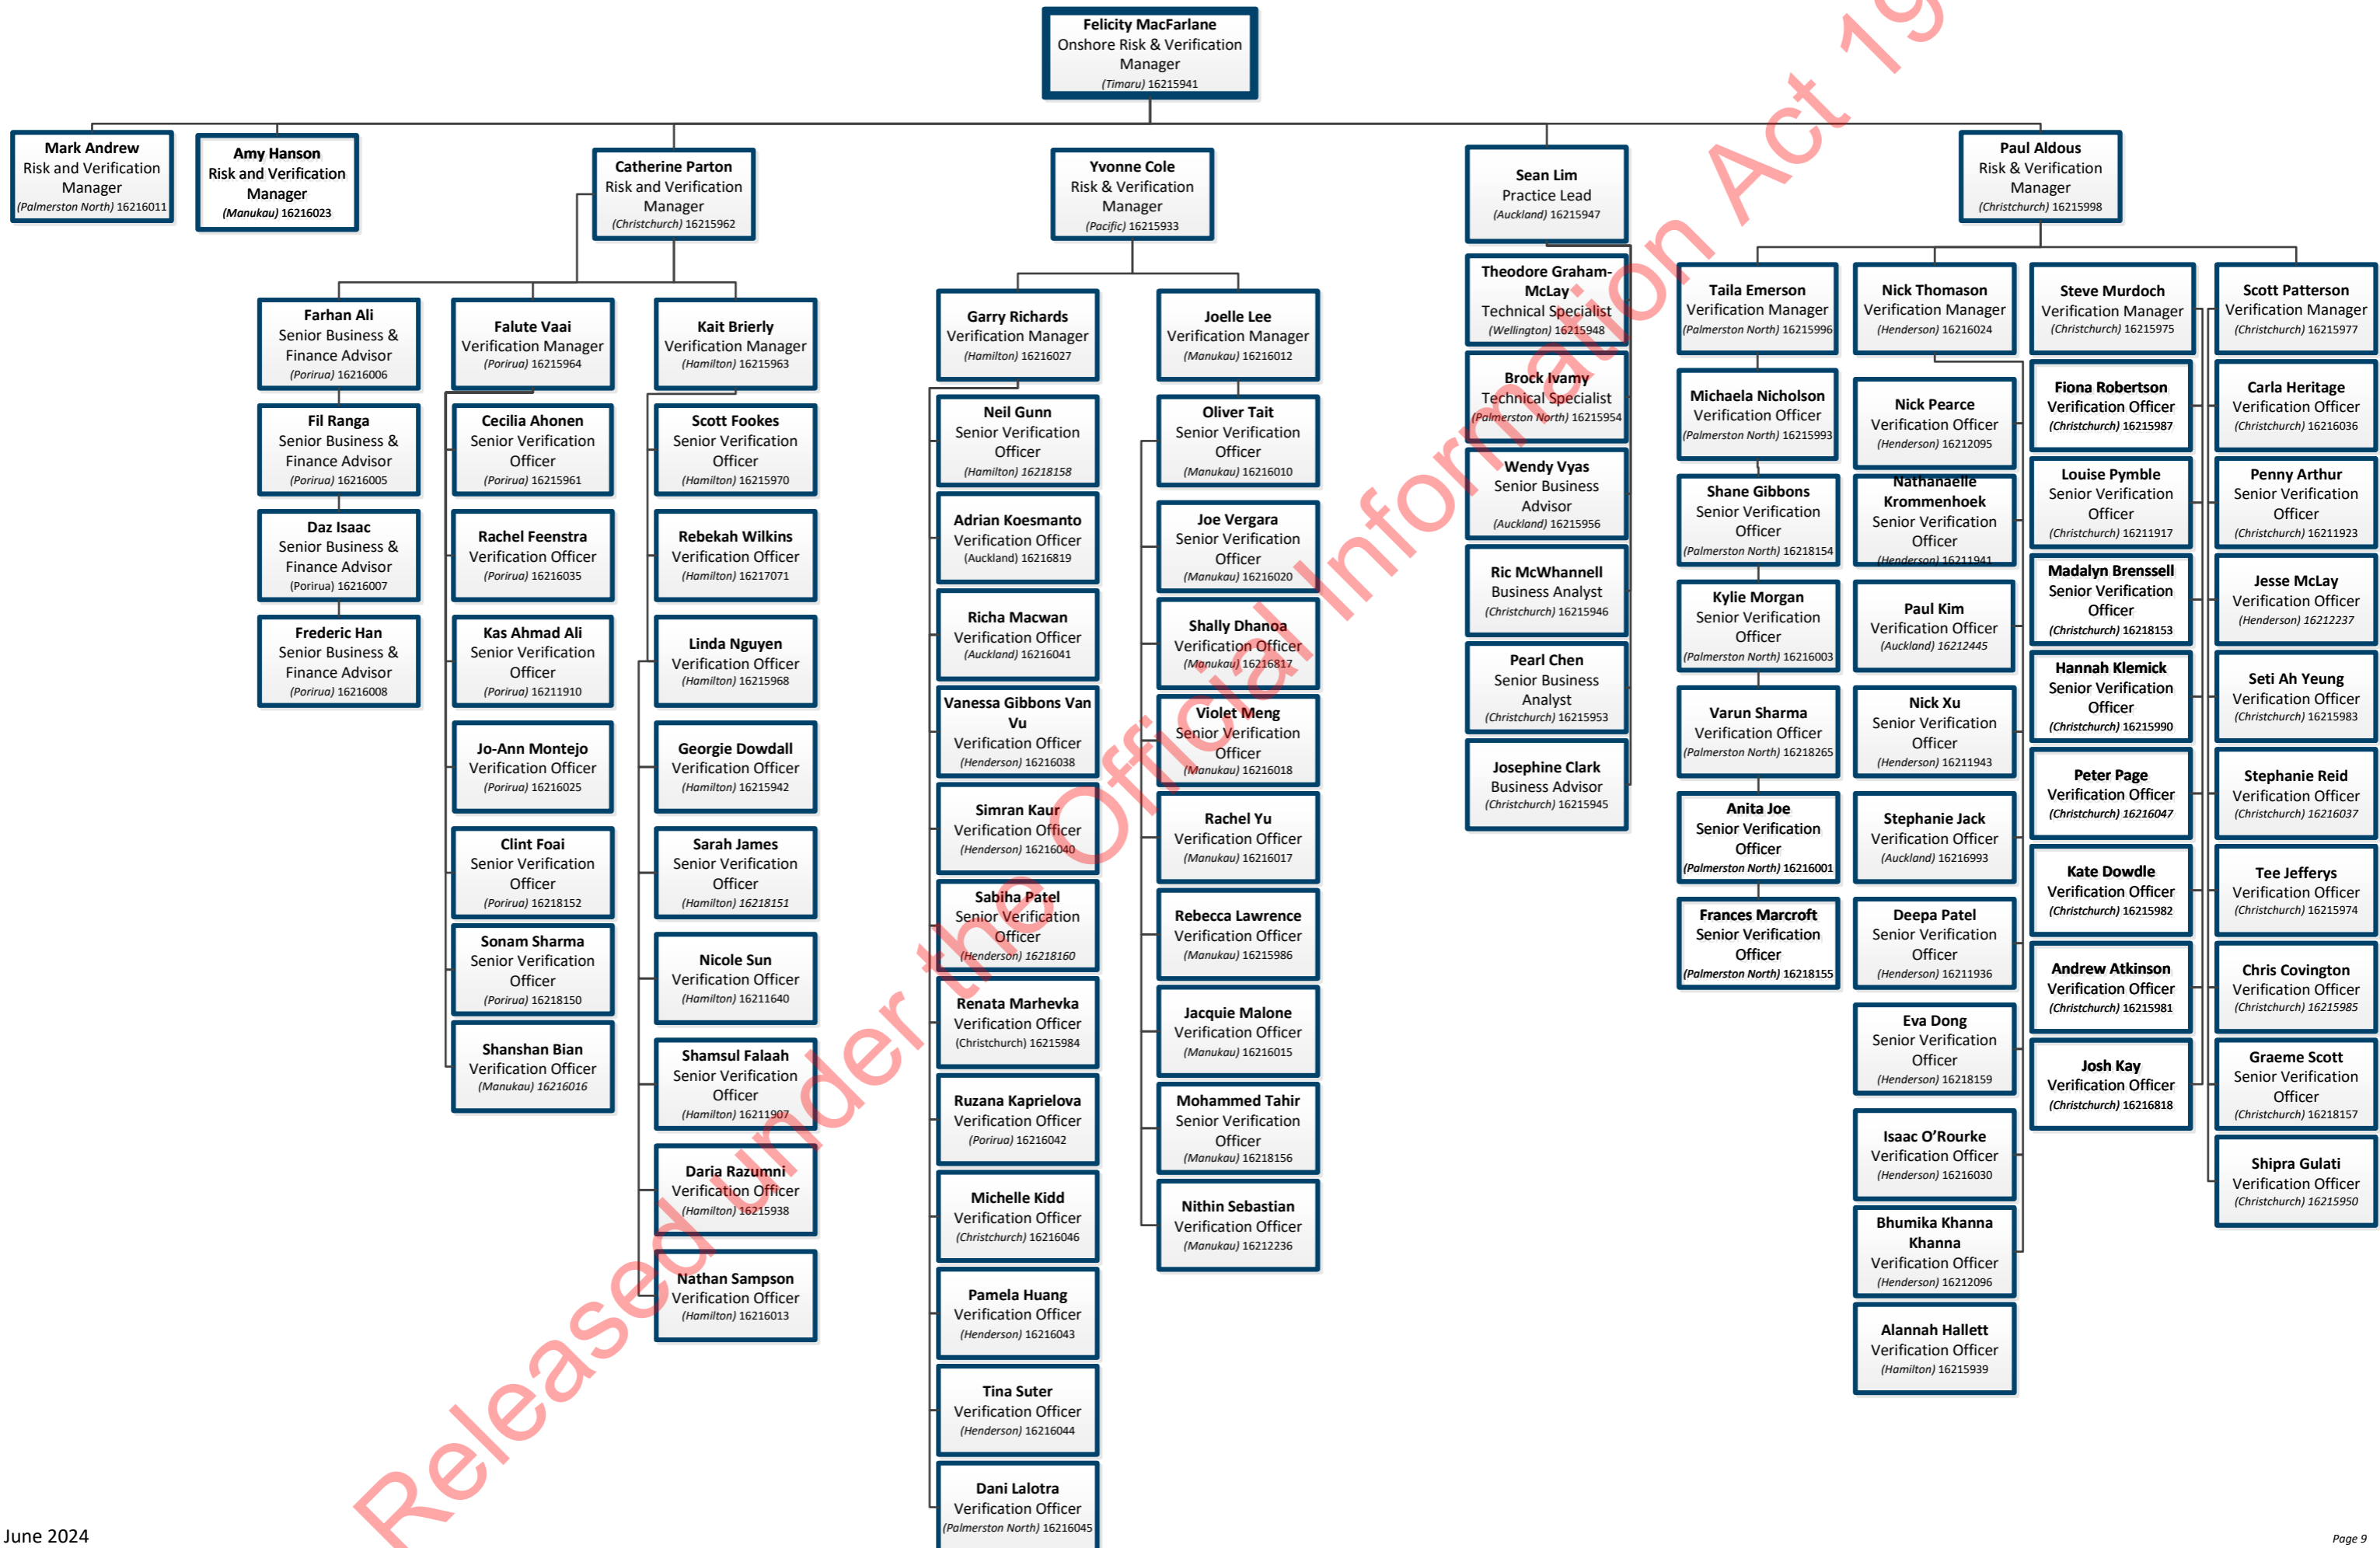 Felicity MacFarlane
Onshore Risk & Verification
Manager
(Timaru) 16215941
Mark Andrew
Risk and Verification
Manager
(Palmerston North) 16216011
Amy Hanson
Risk and Verification
Manager
(Manukau) 16216023
Catherine Parton
Risk and Verification
Manager
(Christchurch) 16215962
Yvonne Cole
Risk & Verification
Manager
(Pacific) 16215933
Sean Lim
Practice Lead
(Auckland) 16215947
Paul Aldous
Risk & Verification
Manager
(Christchurch) 16215998
Farhan Ali
Senior Business &
Finance Advisor
(Porirua) 16216006
Fil Ranga
Senior Business &
Finance Advisor
(Porirua) 16216005
Daz Isaac
Senior Business &
Finance Advisor
(Porirua) 16216007
Frederic Han
Senior Business &
Finance Advisor
(Porirua) 16216008
Falute Vaai
Verification Manager
(Porirua) 16215964
Cecilia Ahonen
Senior Verification
Officer
(Porirua) 16215961
Rachel Feenstra
Verification Officer
(Porirua) 16216035
Kas Ahmad Ali
Senior Verification
Officer
(Porirua) 16211910
Jo-Ann Montejo
Verification Officer
(Porirua) 16216025
Clint Foai
Senior Verification
Officer
(Porirua) 16218152
Sonam Sharma
Senior Verification
Officer
(Porirua) 16218150
Shanshan Bian
Verification Officer
(Manukau) 16216016
Kait Brierly
Verification Manager
(Hamilton) 16215963
Scott Fookes
Senior Verification
Officer
(Hamilton) 16215970
Rebekah Wilkins
Verification Officer
(Hamilton) 16217071
Linda Nguyen
Verification Officer
(Hamilton) 16215968
Georgie Dowdall
Verification Officer
(Hamilton) 16215942
Sarah James
Senior Verification
Officer
(Hamilton) 16218151
Nicole Sun
Verification Officer
(Hamilton) 16211640
Shamsul Falaah
Senior Verification
Officer
(Hamilton) 16211907
Daria Razumni
Verification Officer
(Hamilton) 16215938
Nathan Sampson
Verification Officer
(Hamilton) 16216013
Garry Richards
Verification Manager
(Hamilton) 16216027
Neil Gunn
Senior Verification
Officer
(Hamilton) 16218158
Adrian Koesmanto
Verification Officer
(Auckland) 16216819
Richa Macwan
Verification Officer
(Auckland) 16216041
Vanessa Gibbons Van
Vu
Verification Officer
(Henderson) 16216038
Simran Kaur
Verification Officer
(Henderson) 16216040
Sabiha Patel
Senior Verification
Officer
(Henderson) 16218160
Renata Marhevka
Verification Officer
(Christchurch) 16215984
Ruzana Kaprielova
Verification Officer
(Porirua) 16216042
Michelle Kidd
Verification Officer
(Christchurch) 16216046
Pamela Huang
Verification Officer
(Henderson) 16216043
Tina Suter
Verification Officer
(Henderson) 16216044
Dani Lalotra
Verification Officer
(Palmerston North) 16216045
Joelle Lee
Verification Manager
(Manukau) 16216012
Oliver Tait
Senior Verification
Officer
(Manukau) 16216010
Joe Vergara
Senior Verification
Officer
(Manukau) 16216020
Shally Dhanoa
Verification Officer
(Manukau) 16216817
Violet Meng
Senior Verification
Officer
(Manukau) 16216018
Rachel Yu
Verification Officer
(Manukau) 16216017
Rebecca Lawrence
Verification Officer
(Manukau) 16215986
Jacquie Malone
Verification Officer
(Manukau) 16216015
Mohammed Tahir
Senior Verification
Officer
(Manukau) 16218156
Nithin Sebastian
Verification Officer
(Manukau) 16212236
Theodore Graham-
McLay
Technical Specialist
(Wellington) 16215948
Brock Ivamy
Technical Specialist
(Palmerston North) 16215954
Wendy Vyas
Senior Business
Advisor
(Auckland) 16215956
Ric McWhannell
Business Analyst
(Christchurch) 16215946
Pearl Chen
Senior Business
Analyst
(Christchurch) 16215953
Josephine Clark
Business Advisor
(Christchurch) 16215945
Taila Emerson
Verification Manager
(Palmerston North) 16215996
Michaela Nicholson
Verification Officer
(Palmerston North) 16215993
Shane Gibbons
Senior Verification
Officer
(Palmerston North) 16218154
Kylie Morgan
Senior Verification
Officer
(Palmerston North) 16216003
Varun Sharma
Verification Officer
(Palmerston North) 16218265
Anita Joe
Senior Verification
Officer
(Palmerston North) 16216001
Frances Marcroft
Senior Verification
Officer
(Palmerston North) 16218155
Nick Thomason
Verification Manager
(Henderson) 16216024
Nick Pearce
Verification Officer
(Henderson) 16212095
Nathanaelle
Krommenhoek
Senior Verification
Officer
(Henderson) 16211941
Paul Kim
Verification Officer
(Auckland) 16212445
Nick Xu
Senior Verification
Officer
(Henderson) 16211943
Stephanie Jack
Verification Officer
(Auckland) 16216993
Deepa Patel
Senior Verification
Officer
(Henderson) 16211936
Eva Dong
Senior Verification
Officer
(Henderson) 16218159
Isaac O’Rourke
Verification Officer
(Henderson) 16216030
Bhumika Khanna
Khanna
Verification Officer
(Henderson) 16212096
Alannah Hallett
Verification Officer
(Hamilton) 16215939
Steve Murdoch
Verification Manager
(Christchurch) 16215975
Fiona Robertson
Verification Officer
(Christchurch) 16215987
Louise Pymble
Senior Verification
Officer
(Christchurch) 16211917
Madalyn Brenssell
Senior Verification
Officer
(Christchurch) 16218153
Hannah Klemick
Senior Verification
Officer
(Christchurch) 16215990
Peter Page
Verification Officer
(Christchurch) 16216047
Kate Dowdle
Verification Officer
(Christchurch) 16215982
Andrew Atkinson
Verification Officer
(Christchurch) 16215981
Josh Kay
Verification Officer
(Christchurch) 16216818
Scott Patterson
Verification Manager
(Christchurch) 16215977
Carla Heritage
Verification Officer
(Christchurch) 16216036
Penny Arthur
Senior Verification
Officer
(Christchurch) 16211923
Jesse McLay
Verification Officer
(Henderson) 16212237
Seti Ah Yeung
Verification Officer
(Christchurch) 16215983
Stephanie Reid
Verification Officer
(Christchurch) 16216037
Tee Jefferys
Verification Officer
(Christchurch) 16215974
Chris Covington
Verification Officer
(Christchurch) 16215985
Graeme Scott
Senior Verification
Officer
(Christchurch) 16218157
Shipra Gulati
Verification Officer
(Christchurch) 16215950
Released under the Official Information Act 19
June 2024
Page 9